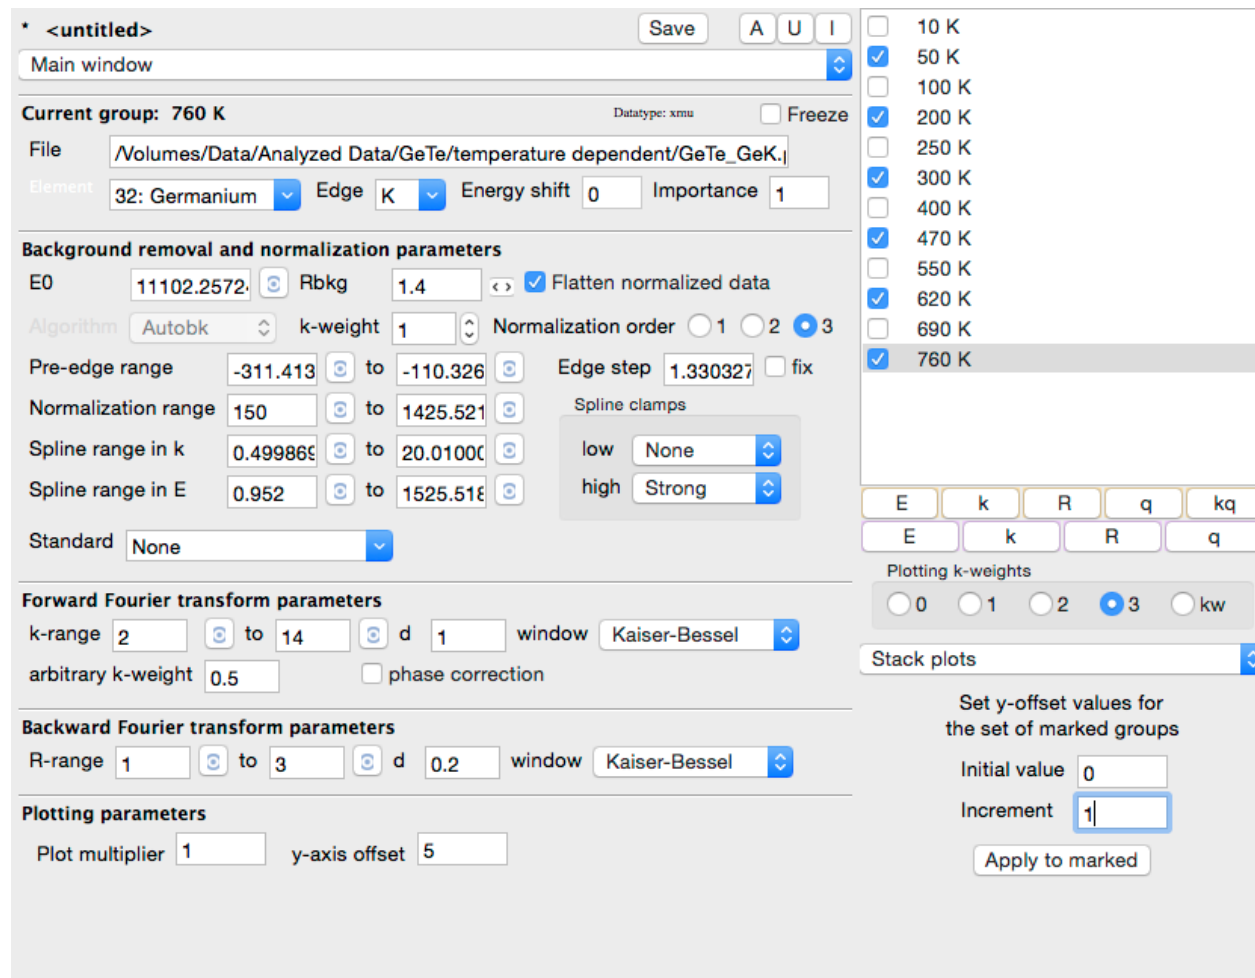 * <untitled> Save A U I
Main window
Current group: 760 K Datatype: xmu Freeze
File /Volumes/Data/Analyzed Data/GeTe/temperature dependent/GeTe_GeK.
Element 32: Germanium Edge K Energy shift 0 Importance 1
Background removal and normalization parameters
E0 11102.2572 Rbkg 1.4 <> Flatten normalized data
Algorithm Autobk k-weight 1 Normalization order 1 2 3
Pre-edge range -311.413 to -110.326 Edge step 1.330327 fix
Normalization range 150 to 1425.521 Spline clamps
Spline range in k 0.499869 to 20.01000 low None
Spline range in E 0.952 to 1525.518 high Strong
Standard None
Forward Fourier transform parameters
k-range 2 to 14 d 1 window Kaiser-Bessel
arbitrary k-weight 0.5 phase correction
Backward Fourier transform parameters
R-range 1 to 3 d 0.2 window Kaiser-Bessel
Plotting parameters
Plot multiplier 1 y-axis offset 5
10 K
50 K
100 K
200 K
250 K
300 K
400 K
470 K
550 K
620 K
690 K
760 K
E k R q kq
E k R q
Plotting k-weights
0 1 2 3 kw
Stack plots
Set y-offset values for
the set of marked groups
Initial value 0
Increment 1
Apply to marked